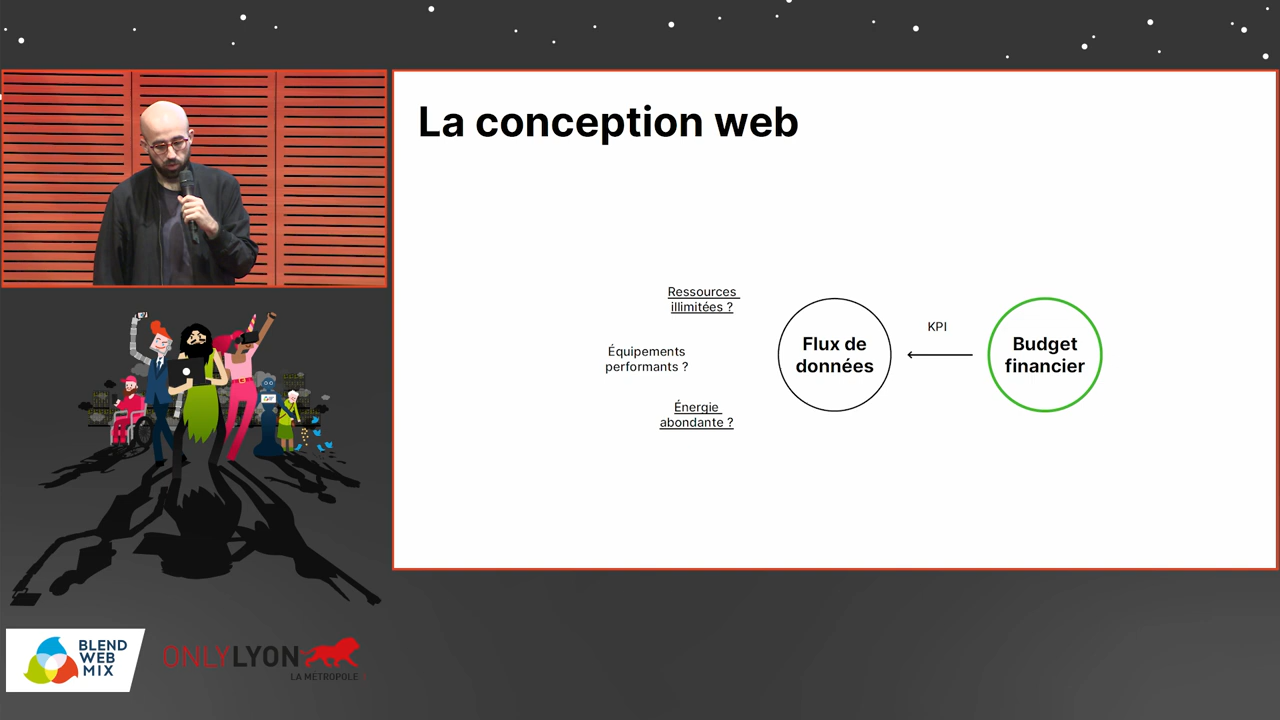 La conception web
Ressources
illimitées ?
Équipements
performants ?
Énergie
abondante ?
Flux de
données
KPI
Budget
financier
BLEND
WEB
MIX
ONLYLYON
LA MÉTROPOLE